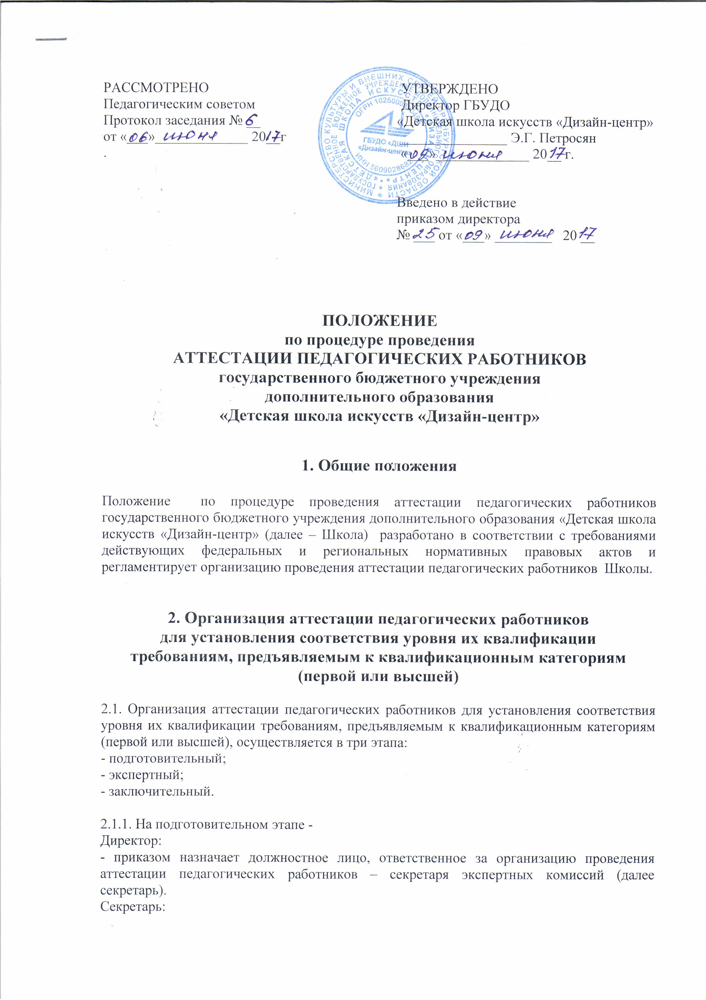 РАССМОТРЕНО
Педагогическим советом
Протокол заседания № 6
от «06» июня 2017г
.
УТВЕРЖДЕНО
Директор ГБУДО
«Детская школа искусств «Дизайн-центр»
_______________ Э.Г. Петросян
«09» июня 2017г.
Введено в действие
приказом директора
№ 25 от «09» июня 2017
МИНИСТЕРСТВО КУЛЬТУРЫ И ВНЕШНИХ СВЯЗЕЙ ОРЕНБУРГСКОЙ ОБЛАСТИ *
ГОСУДАРСТВЕННОЕ БЮДЖЕТНОЕ УЧРЕЖДЕНИЕ ДОПОЛНИТЕЛЬНОГО ОБРАЗОВАНИЯ *
«ДЕТСКАЯ ШКОЛА ИСКУССТВ «ДИЗАЙН-ЦЕНТР» *
ОГРН
ГБУДО «ДШИ
«Дизайн-центр»
ИНН 5609028682
ПОЛОЖЕНИЕ
по процедуре проведения
АТТЕСТАЦИИ ПЕДАГОГИЧЕСКИХ РАБОТНИКОВ
государственного бюджетного учреждения
дополнительного образования
«Детская школа искусств «Дизайн-центр»
1. Общие положения
Положение по процедуре проведения аттестации педагогических работников
государственного бюджетного учреждения дополнительного образования «Детская школа
искусств «Дизайн-центр» (далее – Школа) разработано в соответствии с требованиями
действующих федеральных и региональных нормативных правовых актов и
регламентирует организацию проведения аттестации педагогических работников Школы.
2. Организация аттестации педагогических работников
для установления соответствия уровня их квалификации
требованиям, предъявляемым к квалификационным категориям
(первой или высшей)
2.1. Организация аттестации педагогических работников для установления соответствия
уровня их квалификации требованиям, предъявляемым к квалификационным категориям
(первой или высшей), осуществляется в три этапа:
- подготовительный;
- экспертный;
- заключительный.
2.1.1. На подготовительном этапе -
Директор:
- приказом назначает должностное лицо, ответственное за организацию проведения
аттестации педагогических работников – секретаря экспертных комиссий (далее
секретарь).
Секретарь: